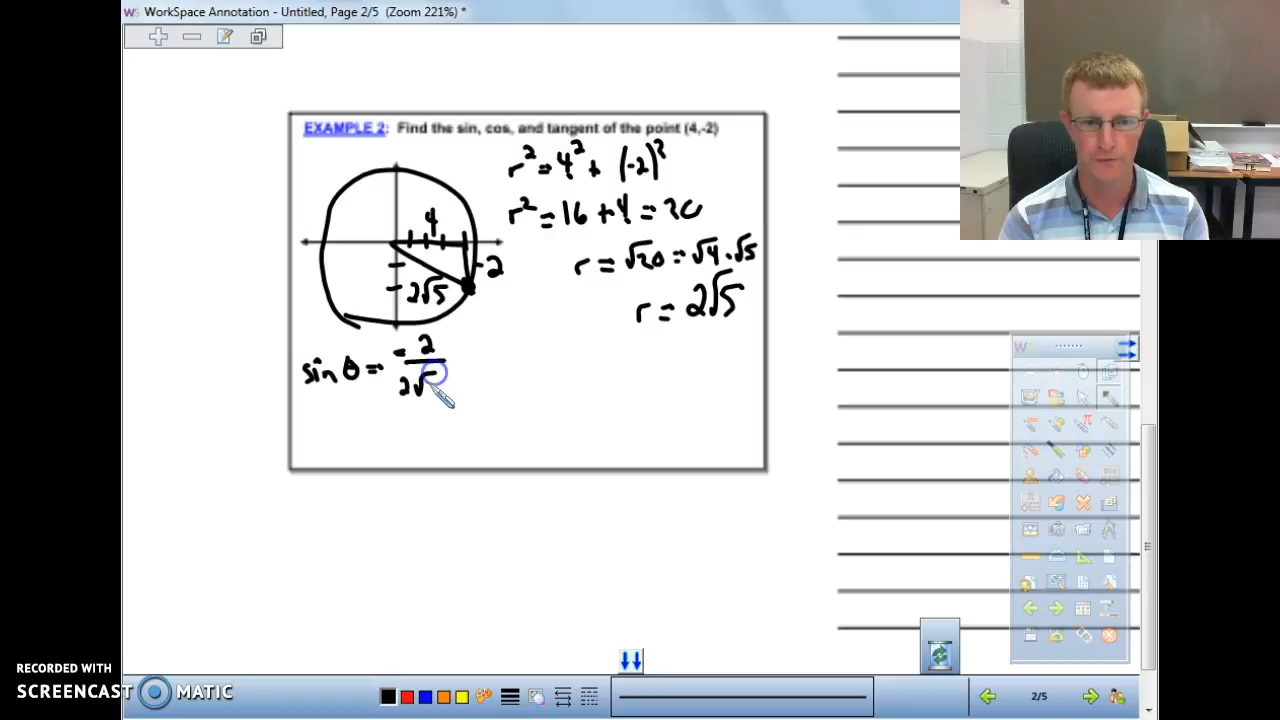 WS WorkSpace Annotation - Untitled, Page 2/5 (Zoom 221%) *
EXAMPLE 2: Find the sin, cos, and tangent of the point (4,-2)
r² = 4² + (-2)²
r² = 16 + 4 = 20
r = √20 = √4 · √5
r = 2√5
4
-2
2√5
sin θ = -2
2√
RECORDED WITH
SCREENCAST MATIC
2/5